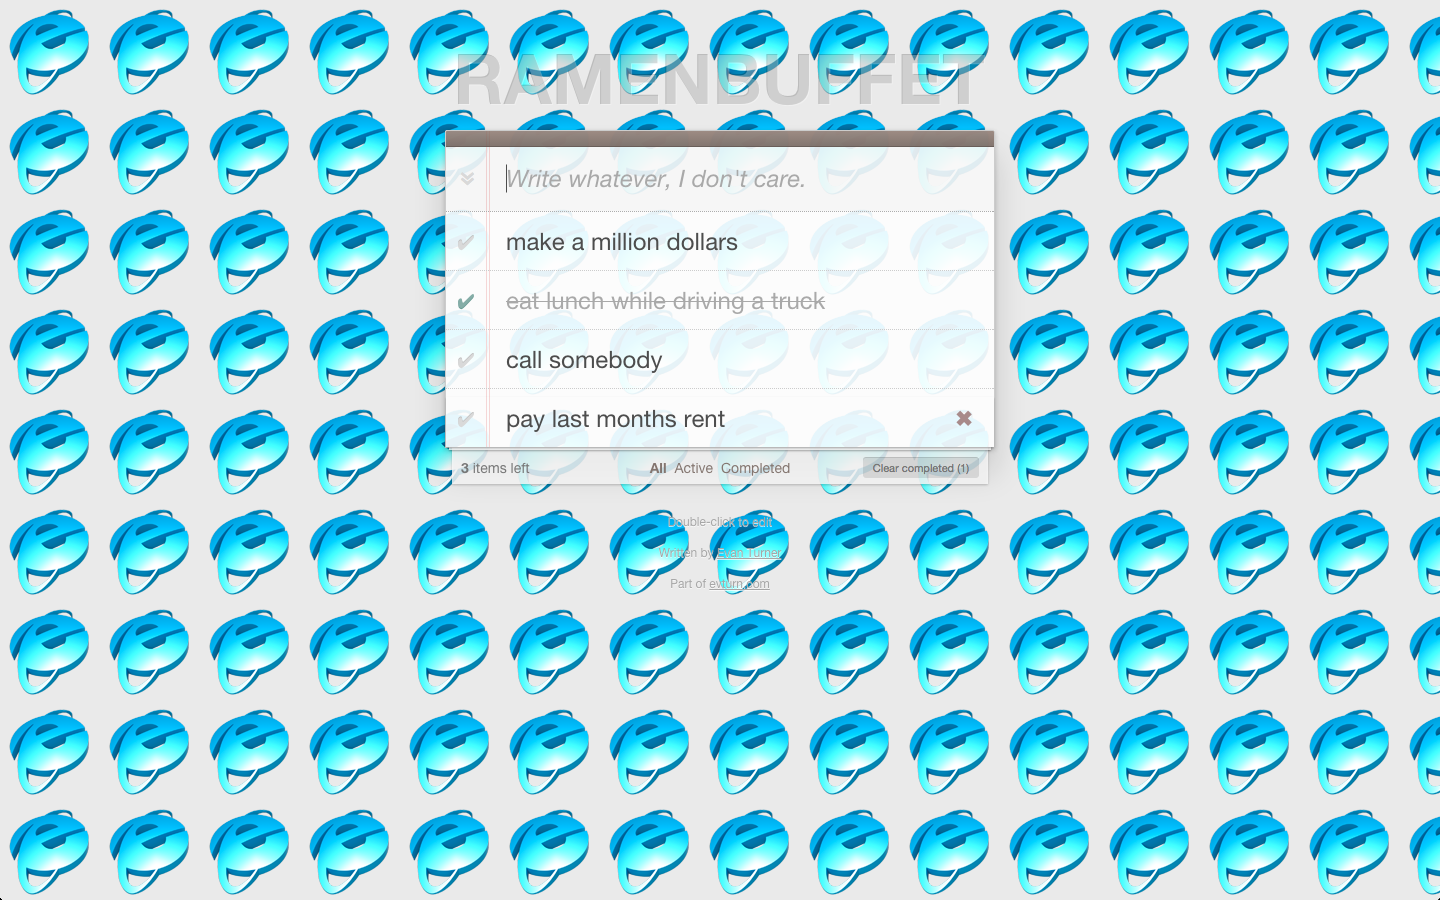 RAMENBUFFET
Write whatever, I don't care.
make a million dollars
eat lunch while driving a truck
call somebody
pay last months rent
3 items left All Active Completed Clear completed (1)
Double-click to edit
Written by Evan Turner
Part of evturn.com